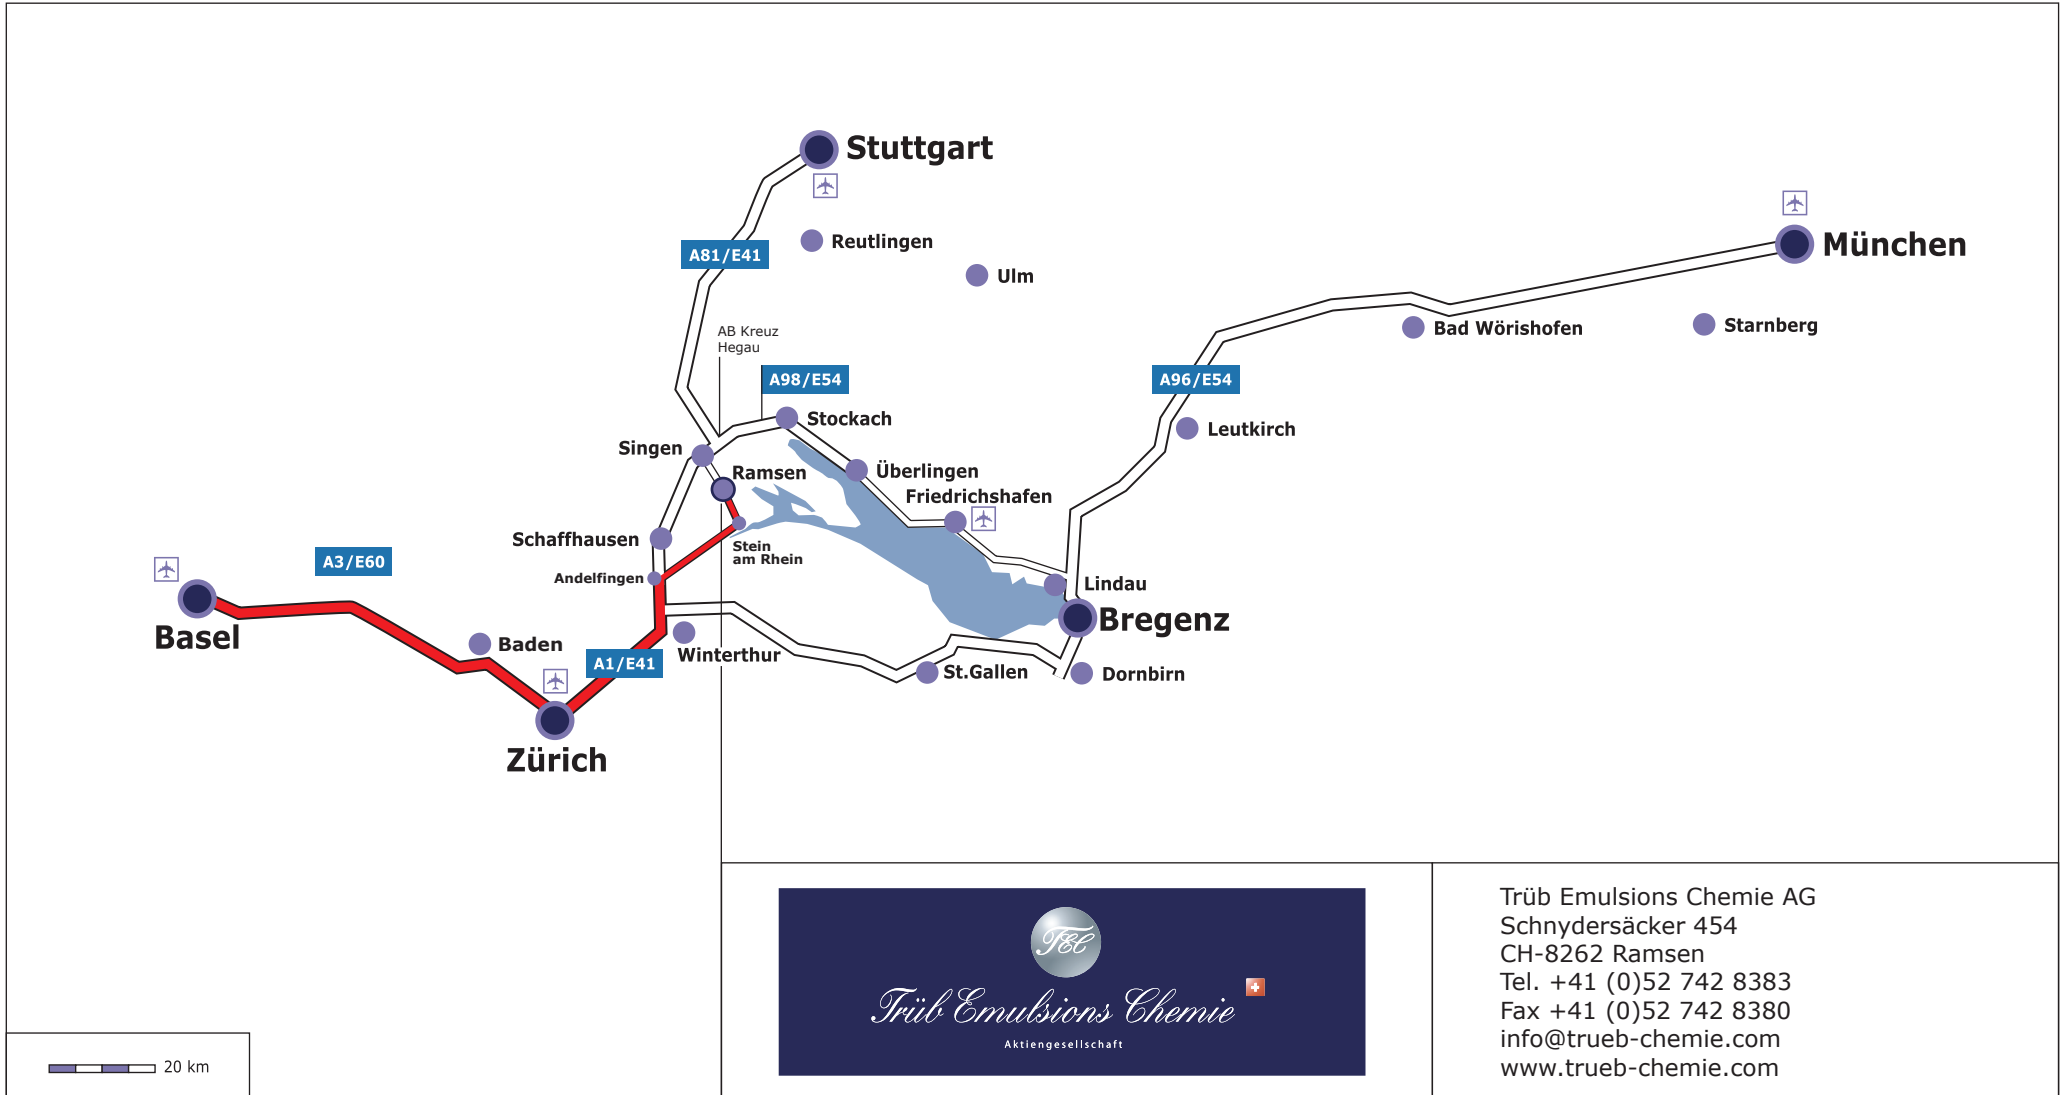 Stuttgart
München
Reutlingen
A81/E41
Ulm
AB Kreuz
Hegau
Bad Wörishofen
Starnberg
A98/E54
A96/E54
Stockach
Leutkirch
Singen
Ramsen
Überlingen
Friedrichshafen
Schaffhausen
Stein
am Rhein
A3/E60
Andelfingen
Lindau
Basel
Bregenz
Baden
A1/E41
Winterthur
St.Gallen
Dornbirn
Zürich
TEC
Trüb Emulsions Chemie
Aktiengesellschaft
Trüb Emulsions Chemie AG
Schnydersäcker 454
CH-8262 Ramsen
Tel. +41 (0)52 742 8383
Fax +41 (0)52 742 8380
info@trueb-chemie.com
www.trueb-chemie.com
20 km